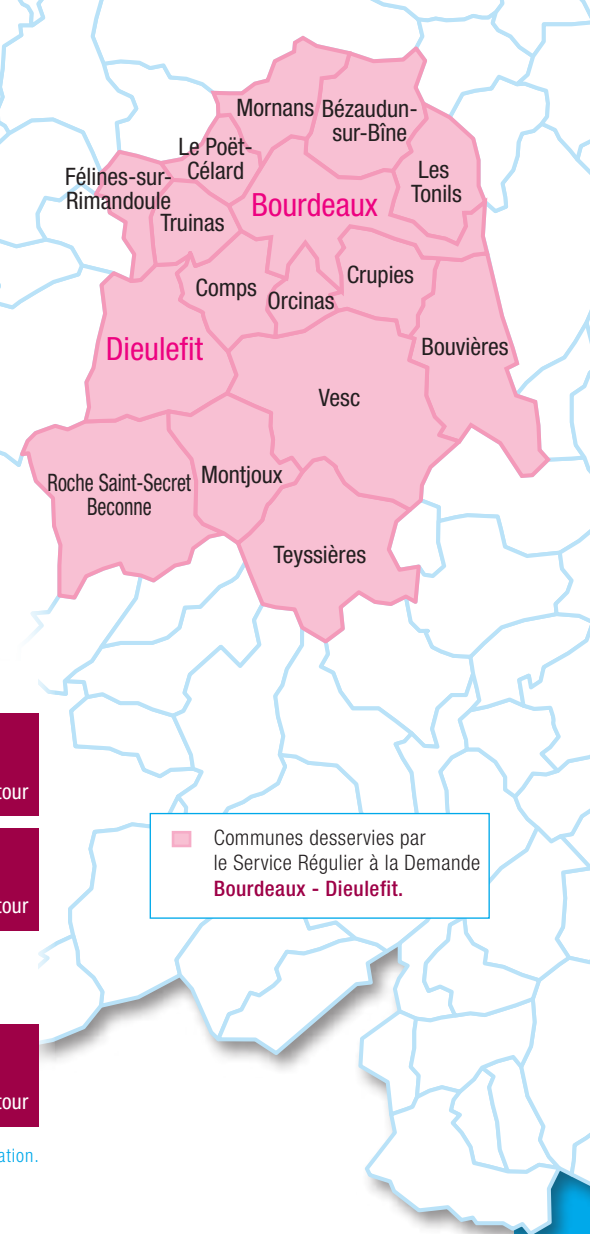 Mornans
Bézaudun-
sur-Bîne
Le Poët-
Célard
Les
Tonils
Félines-sur-
Rimandoule
Bourdeaux
Truinas
Crupies
Comps
Orcinas
Dieulefit
Bouvières
Vesc
Montjoux
Roche Saint-Secret
Beconne
Teyssières
tour
Communes desservies par
le Service Régulier à la Demande
Bourdeaux - Dieulefit.
tour
tour
ation.